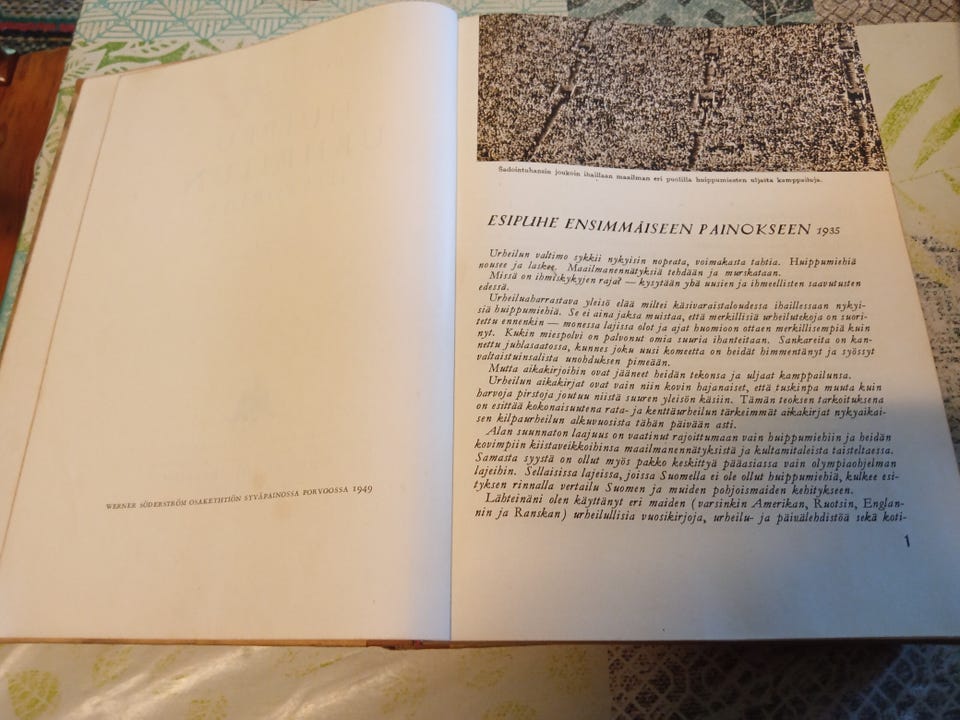 WERNER SÖDERSTRÖM OSAKEYHTIÖN SYVÄPAINOSSA PORVOOSSA 1949
Sadointuhansin joukoin ihaillaan maailman eri puolilla huippumiesten uljaita kamppailuja.
ESIPUHE ENSIMMÄISEEN PAINOKSEEN 1935
Urheilun valtimo sykkii nykyisin nopeata, voimakasta tahtia. Huippumiehiä
nousee ja laskee. Maailmanennätyksiä tehdään ja murskataan.
Missä on ihmiskykyjen raja? — kysytään yhä uusien ja ihmeellisten saavutusten
edessä.
Urheiluaharrastava yleisö elää miltei käsivaraistaloudessa ihaillessaan nykyi-
siä huippumiehiä. Se ei aina jaksa muistaa, että merkillisiä urheilutekoja on suori-
tettu ennenkin — monessa lajissa olot ja ajat huomioon ottaen merkillisempiä kuin
nyt. Kukin miespolvi on palvonut omia suuria ihanteitaan. Sankareita on kan-
nettu juhlasaatossa, kunnes joku uusi komeetta on heidät himmentänyt ja syössyt
valtaistuinsalista unohduksen pimeään.
Mutta aikakirjoihin ovat jääneet heidän tekonsa ja uljaat kamppailunsa.
Urheilun aikakirjat ovat vain niin kovin hajanaiset, että tuskinpa muuta kuin
harvoja pirstoja joutuu niistä suuren yleisön käsiin. Tämän teoksen tarkoituksena
on esittää kokonaisuutena rata- ja kenttäurheilun tärkeimmät aikakirjat nykyaikai-
sen kilpaurheilun alkuvuosista tähän päivään asti.
Alan suunnaton laajuus on vaatinut rajoittumaan vain huippumiehiin ja heidän
kovimpiin kiistaveikkoihinsa maailmanennätyksistä ja kultamitaleista taisteltaessa.
Samasta syystä on ollut myös pakko keskittyä pääasiassa vain olympiaohjelman
lajeihin. Sellaisissa lajeissa, joissa Suomella ei ole ollut huippumiehiä, kulkee esi-
tyksen rinnalla vertailu Suomen ja muiden pohjoismaiden kehitykseen.
Lähteinäni olen käyttänyt eri maiden (varsinkin Amerikan, Ruotsin, Englan-
nin ja Ranskan) urheilullisia vuosikirjoja, urheilu- ja päivälehdistöä sekä koti-
1